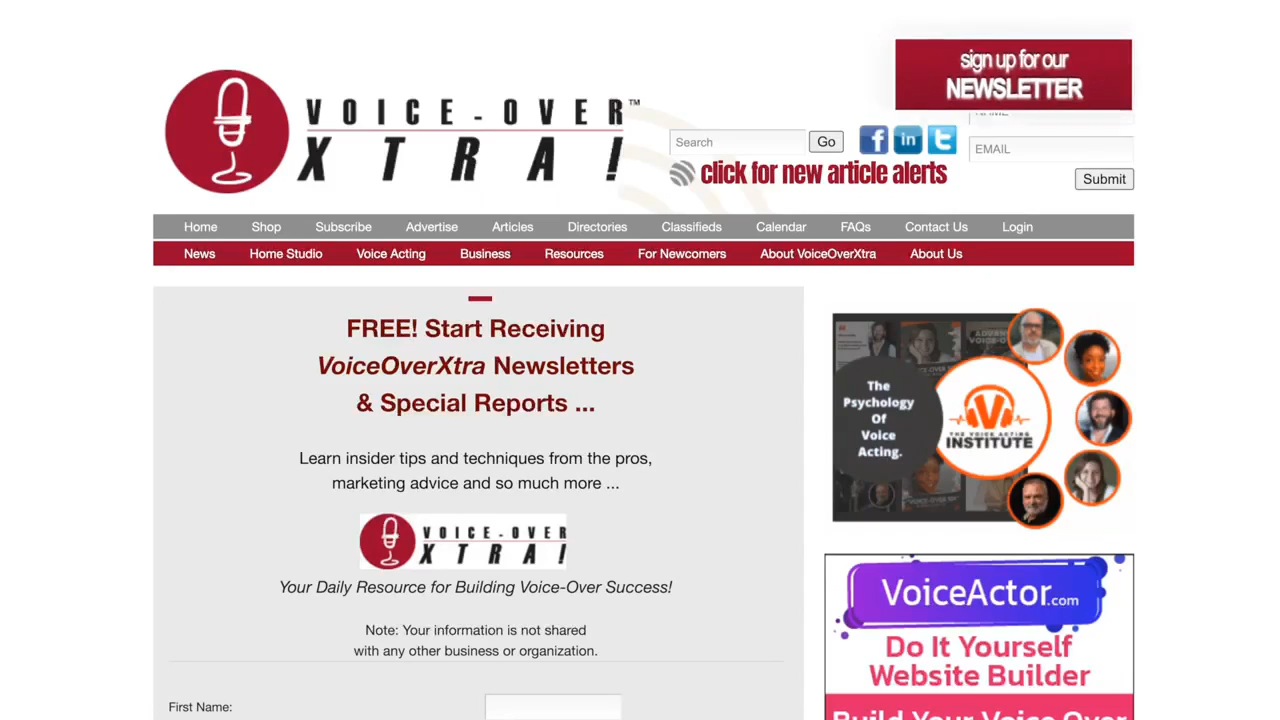 sign up for our
NEWSLETTER
VOICE-OVER™
XTRA!
Search
Go
EMAIL
click for new article alerts
Submit
Home Shop Subscribe Advertise Articles Directories Classifieds Calendar FAQs Contact Us Login
News Home Studio Voice Acting Business Resources For Newcomers About VoiceOverXtra About Us
FREE! Start Receiving
VoiceOverXtra Newsletters
& Special Reports ...
Learn insider tips and techniques from the pros,
marketing advice and so much more ...
VOICE-OVER
XTRA!
Your Daily Resource for Building Voice-Over Success!
Note: Your information is not shared
with any other business or organization.
First Name:
The
Psychology
Of
Voice
Acting.
THE VOICE ACTING
INSTITUTE
VoiceActor.com
Do It Yourself
Website Builder
Build Your Voice Over